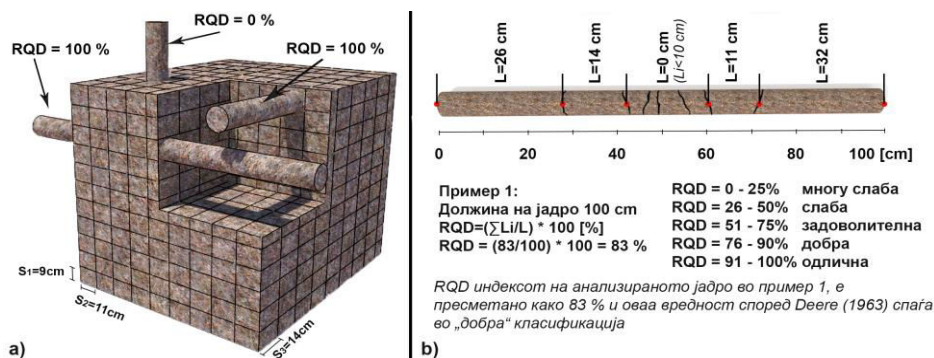 RQD = 0 %
RQD = 100 %
RQD = 100 %
S1=9cm
S2=11cm
S3=14cm
a)
L=26 cm
L=14 cm
L=0 cm
(Li<10 cm)
L=11 cm
L=32 cm
0 20 40 60 80 100 [cm]
Пример 1:
Должина на јадро 100 cm
RQD=(∑Li/L) * 100 [%]
RQD = (83/100) * 100 = 83 %
RQD = 0 - 25% многу слаба
RQD = 26 - 50% слаба
RQD = 51 - 75% задоволителна
RQD = 76 - 90% добра
RQD = 91 - 100% одлична
RQD индексот на анализираното јадро во пример 1, е
пресметано како 83 % и оваа вредност според Deere (1963) спаѓа
во „добра“ класификација
b)